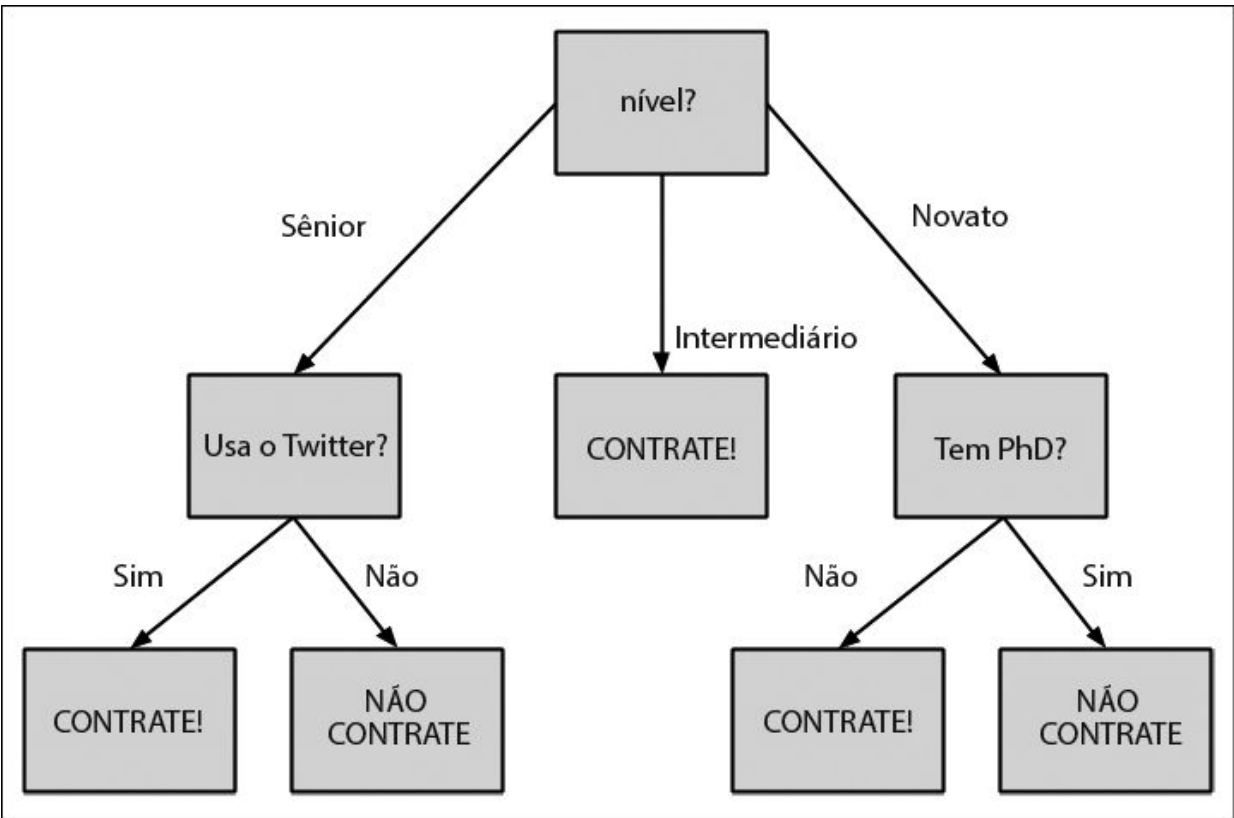 nível?
Sênior
Novato
Intermediário
Usa o Twitter?
CONTRATE!
Tem PhD?
Sim
Não
Não
Sim
CONTRATE!
NÃO
CONTRATE
CONTRATE!
NÃO
CONTRATE